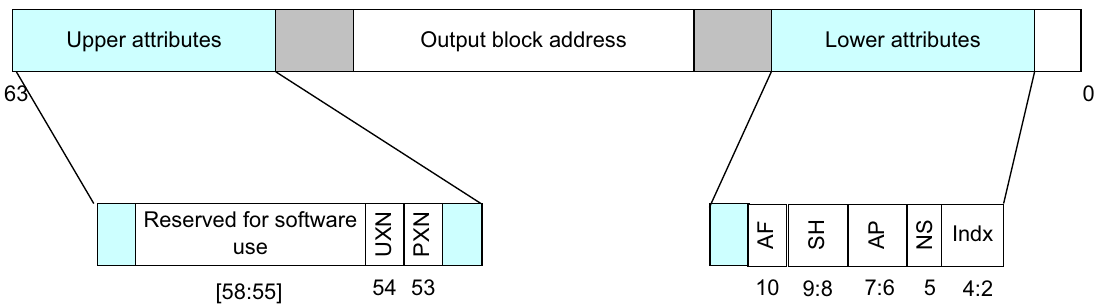 Upper attributes
Output block address
Lower attributes
63
0
Reserved for software
use
UXN
PXN
AF
SH
AP
NS
Indx
[58:55]
54
53
10
9:8
7:6
5
4:2